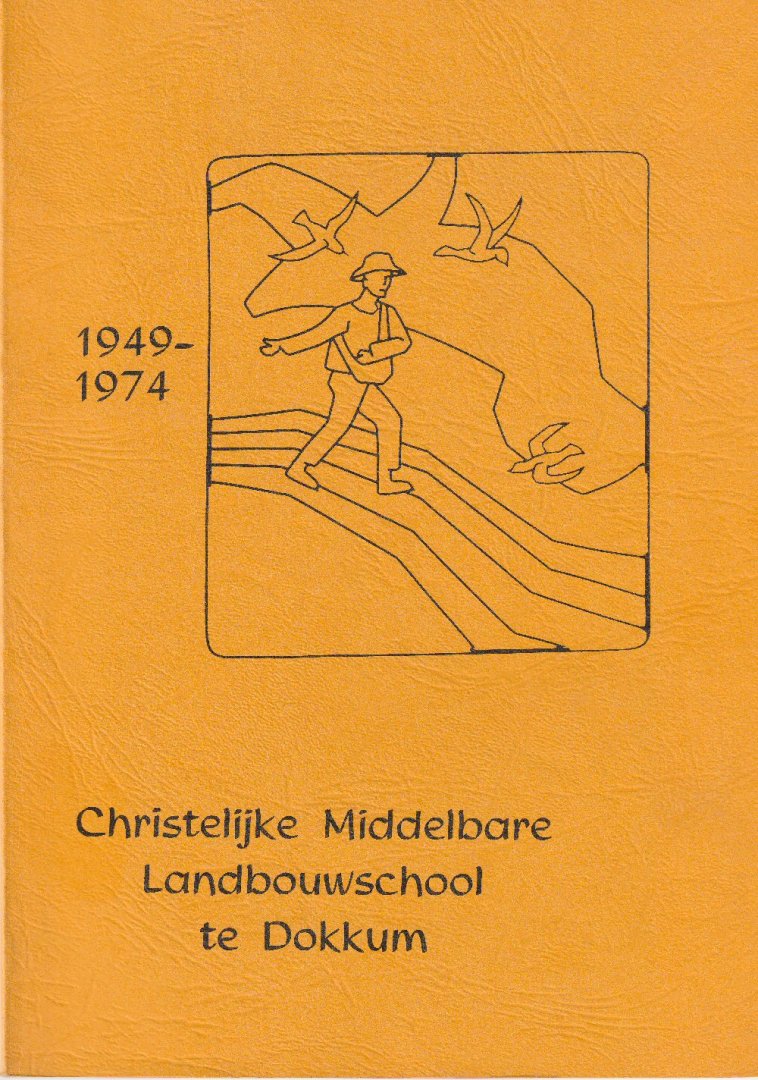 1949-
1974
Christelijke Middelbare
Landbouwschool
te Dokkum